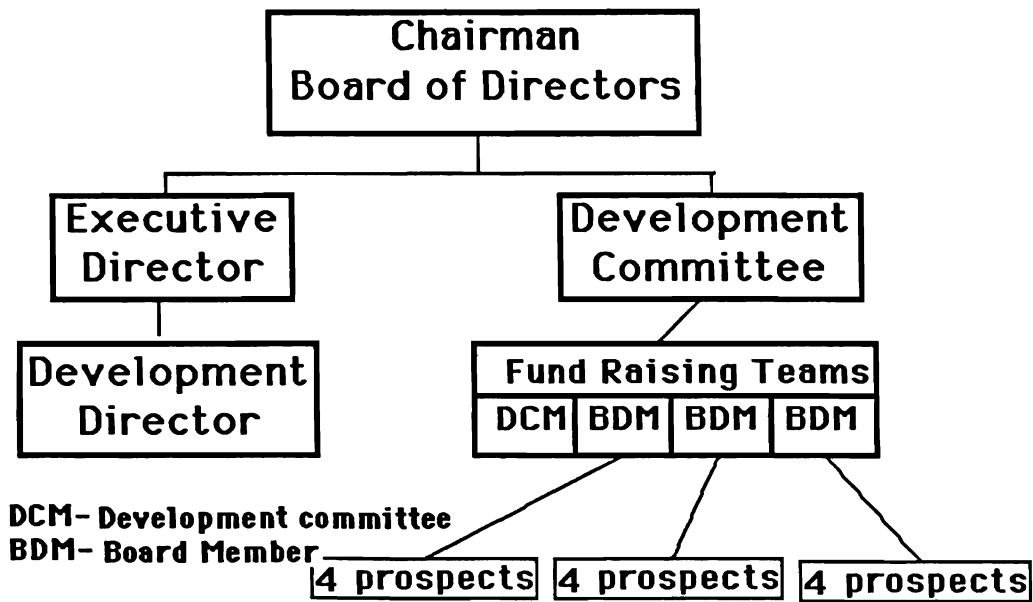 Chairman
Board of Directors
Executive
Director
Development
Committee
Development
Director
Fund Raising Teams
DCM BDM BDM BDM
DCM- Development committee
BDM- Board Member
4 prospects 4 prospects 4 prospects